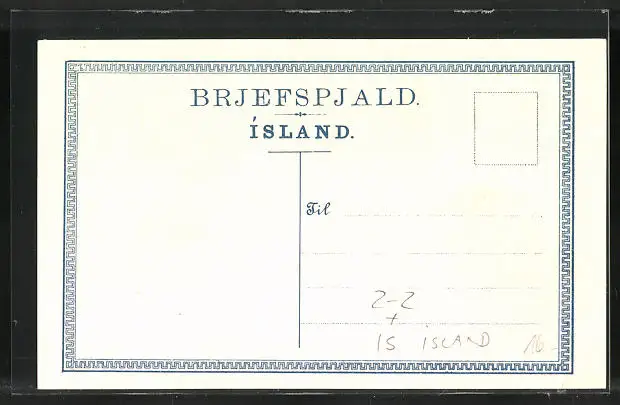 BRJEFSPJALD.
ÍSLAND.
Til
2-2
+
IS ISLAND
16-